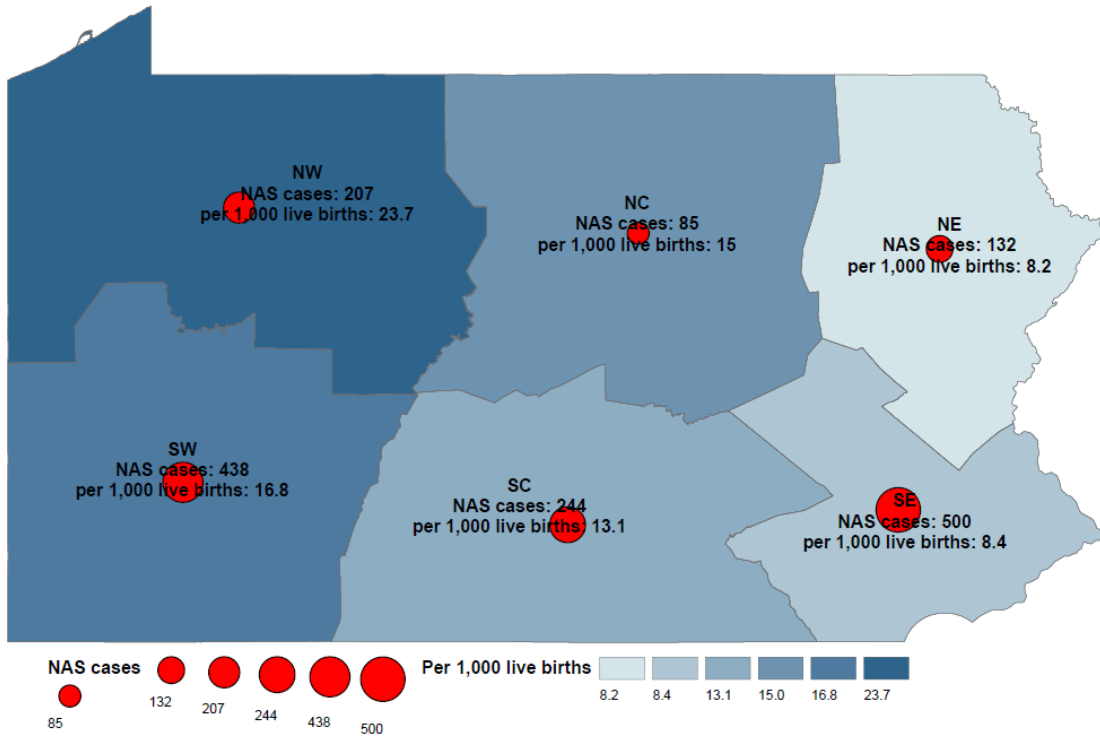 NW
NAS cases: 207
per 1,000 live births: 23.7
NC
NAS cases: 85
per 1,000 live births: 15
NE
NAS cases: 132
per 1,000 live births: 8.2
SW
NAS cases: 438
per 1,000 live births: 16.8
SC
NAS cases: 244
per 1,000 live births: 13.1
SE
NAS cases: 500
per 1,000 live births: 8.4
NAS cases
85
132
207
244
438
500
Per 1,000 live births
8.2
8.4
13.1
15.0
16.8
23.7